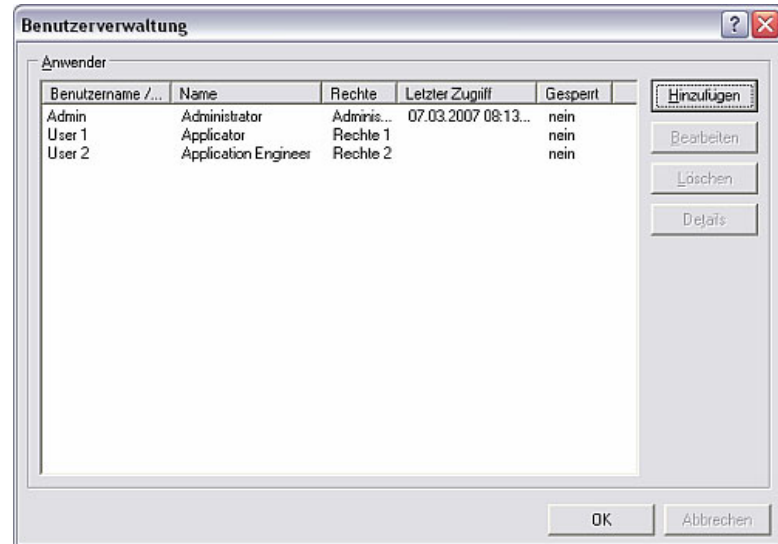 Benutzerverwaltung
Anwender
Benutzername /... Name Rechte Letzter Zugriff Gesperrt
Admin Administrator Adminis... 07.03.2007 08:13... nein
User 1 Applicator Rechte 1 nein
User 2 Application Engineer Rechte 2 nein
Hinzufügen
Bearbeiten
Löschen
Details
OK Abbrechen